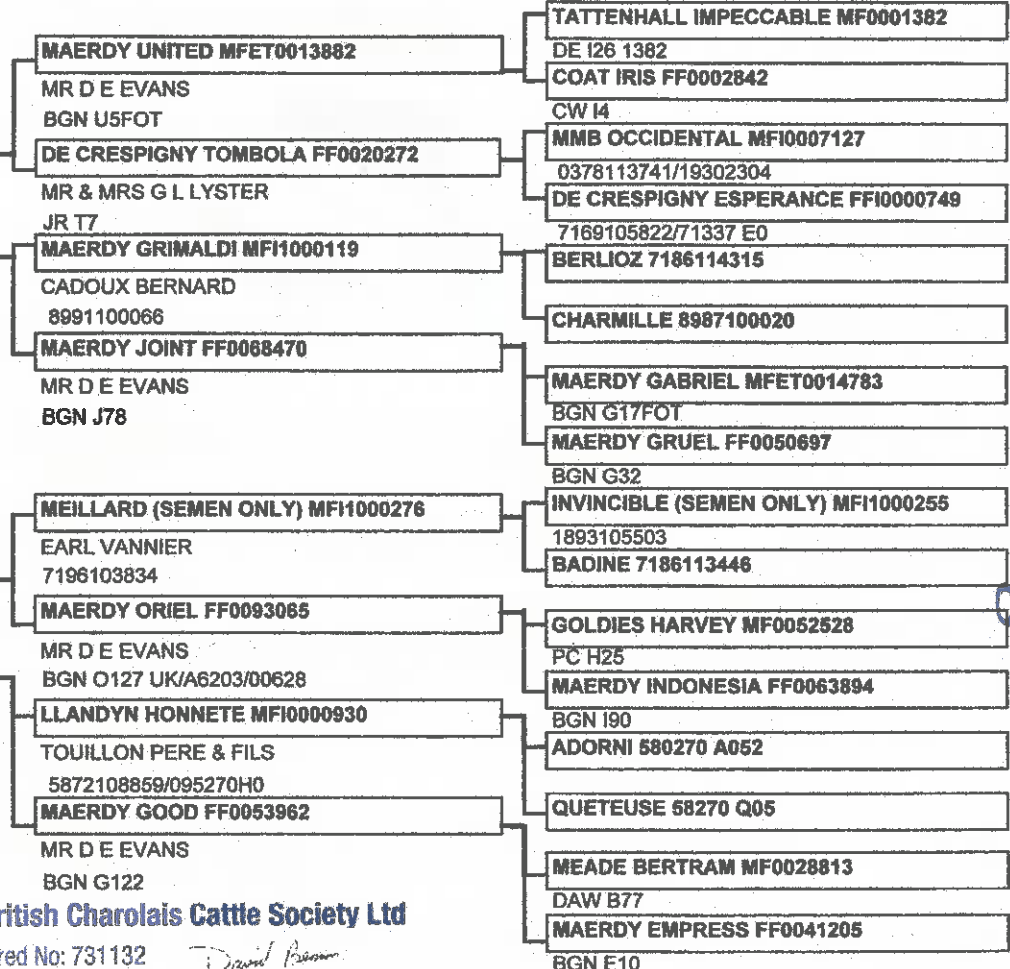 MAERDY UNITED MFET0013882
MR D E EVANS
BGN U5FOT
DE CRESPIGNY TOMBOLA FF0020272
MR & MRS G L LYSTER
JR T7
MAERDY GRIMALDI MFI1000119
CADOUX BERNARD
8991100066
MAERDY JOINT FF0068470
MR D E EVANS
BGN J78
MEILLARD (SEMEN ONLY) MFI1000276
EARL VANNIER
7196103834
MAERDY ORIEL FF0093065
MR D E EVANS
BGN O127 UK/A6203/00628
LLANDYN HONNETE MFI0000930
TOUILLON PERE & FILS
5872108859/095270H0
MAERDY GOOD FF0053962
MR D E EVANS
BGN G122
TATTENHALL IMPECCABLE MF0001382
DE I26 1382
COAT IRIS FF0002842
CW I4
MMB OCCIDENTAL MFI0007127
0378113741/19302304
DE CRESPIGNY ESPERANCE FFI0000749
7169105822/71337 E0
BERLIOZ 7186114315
CHARMILLE 8987100020
MAERDY GABRIEL MFET0014783
BGN G17FOT
MAERDY GRUEL FF0050697
BGN G32
INVINCIBLE (SEMEN ONLY) MFI1000255
1893105503
BADINE 7186113446
GOLDIES HARVEY MF0052528
PC H25
MAERDY INDONESIA FF0063894
BGN I90
ADORNI 580270 A052
QUETEUSE 58270 Q05
MEADE BERTRAM MF0028813
DAW B77
MAERDY EMPRESS FF0041205
BGN E10
ritish Charolais Cattle Society Ltd
red No: 731132
David Benson